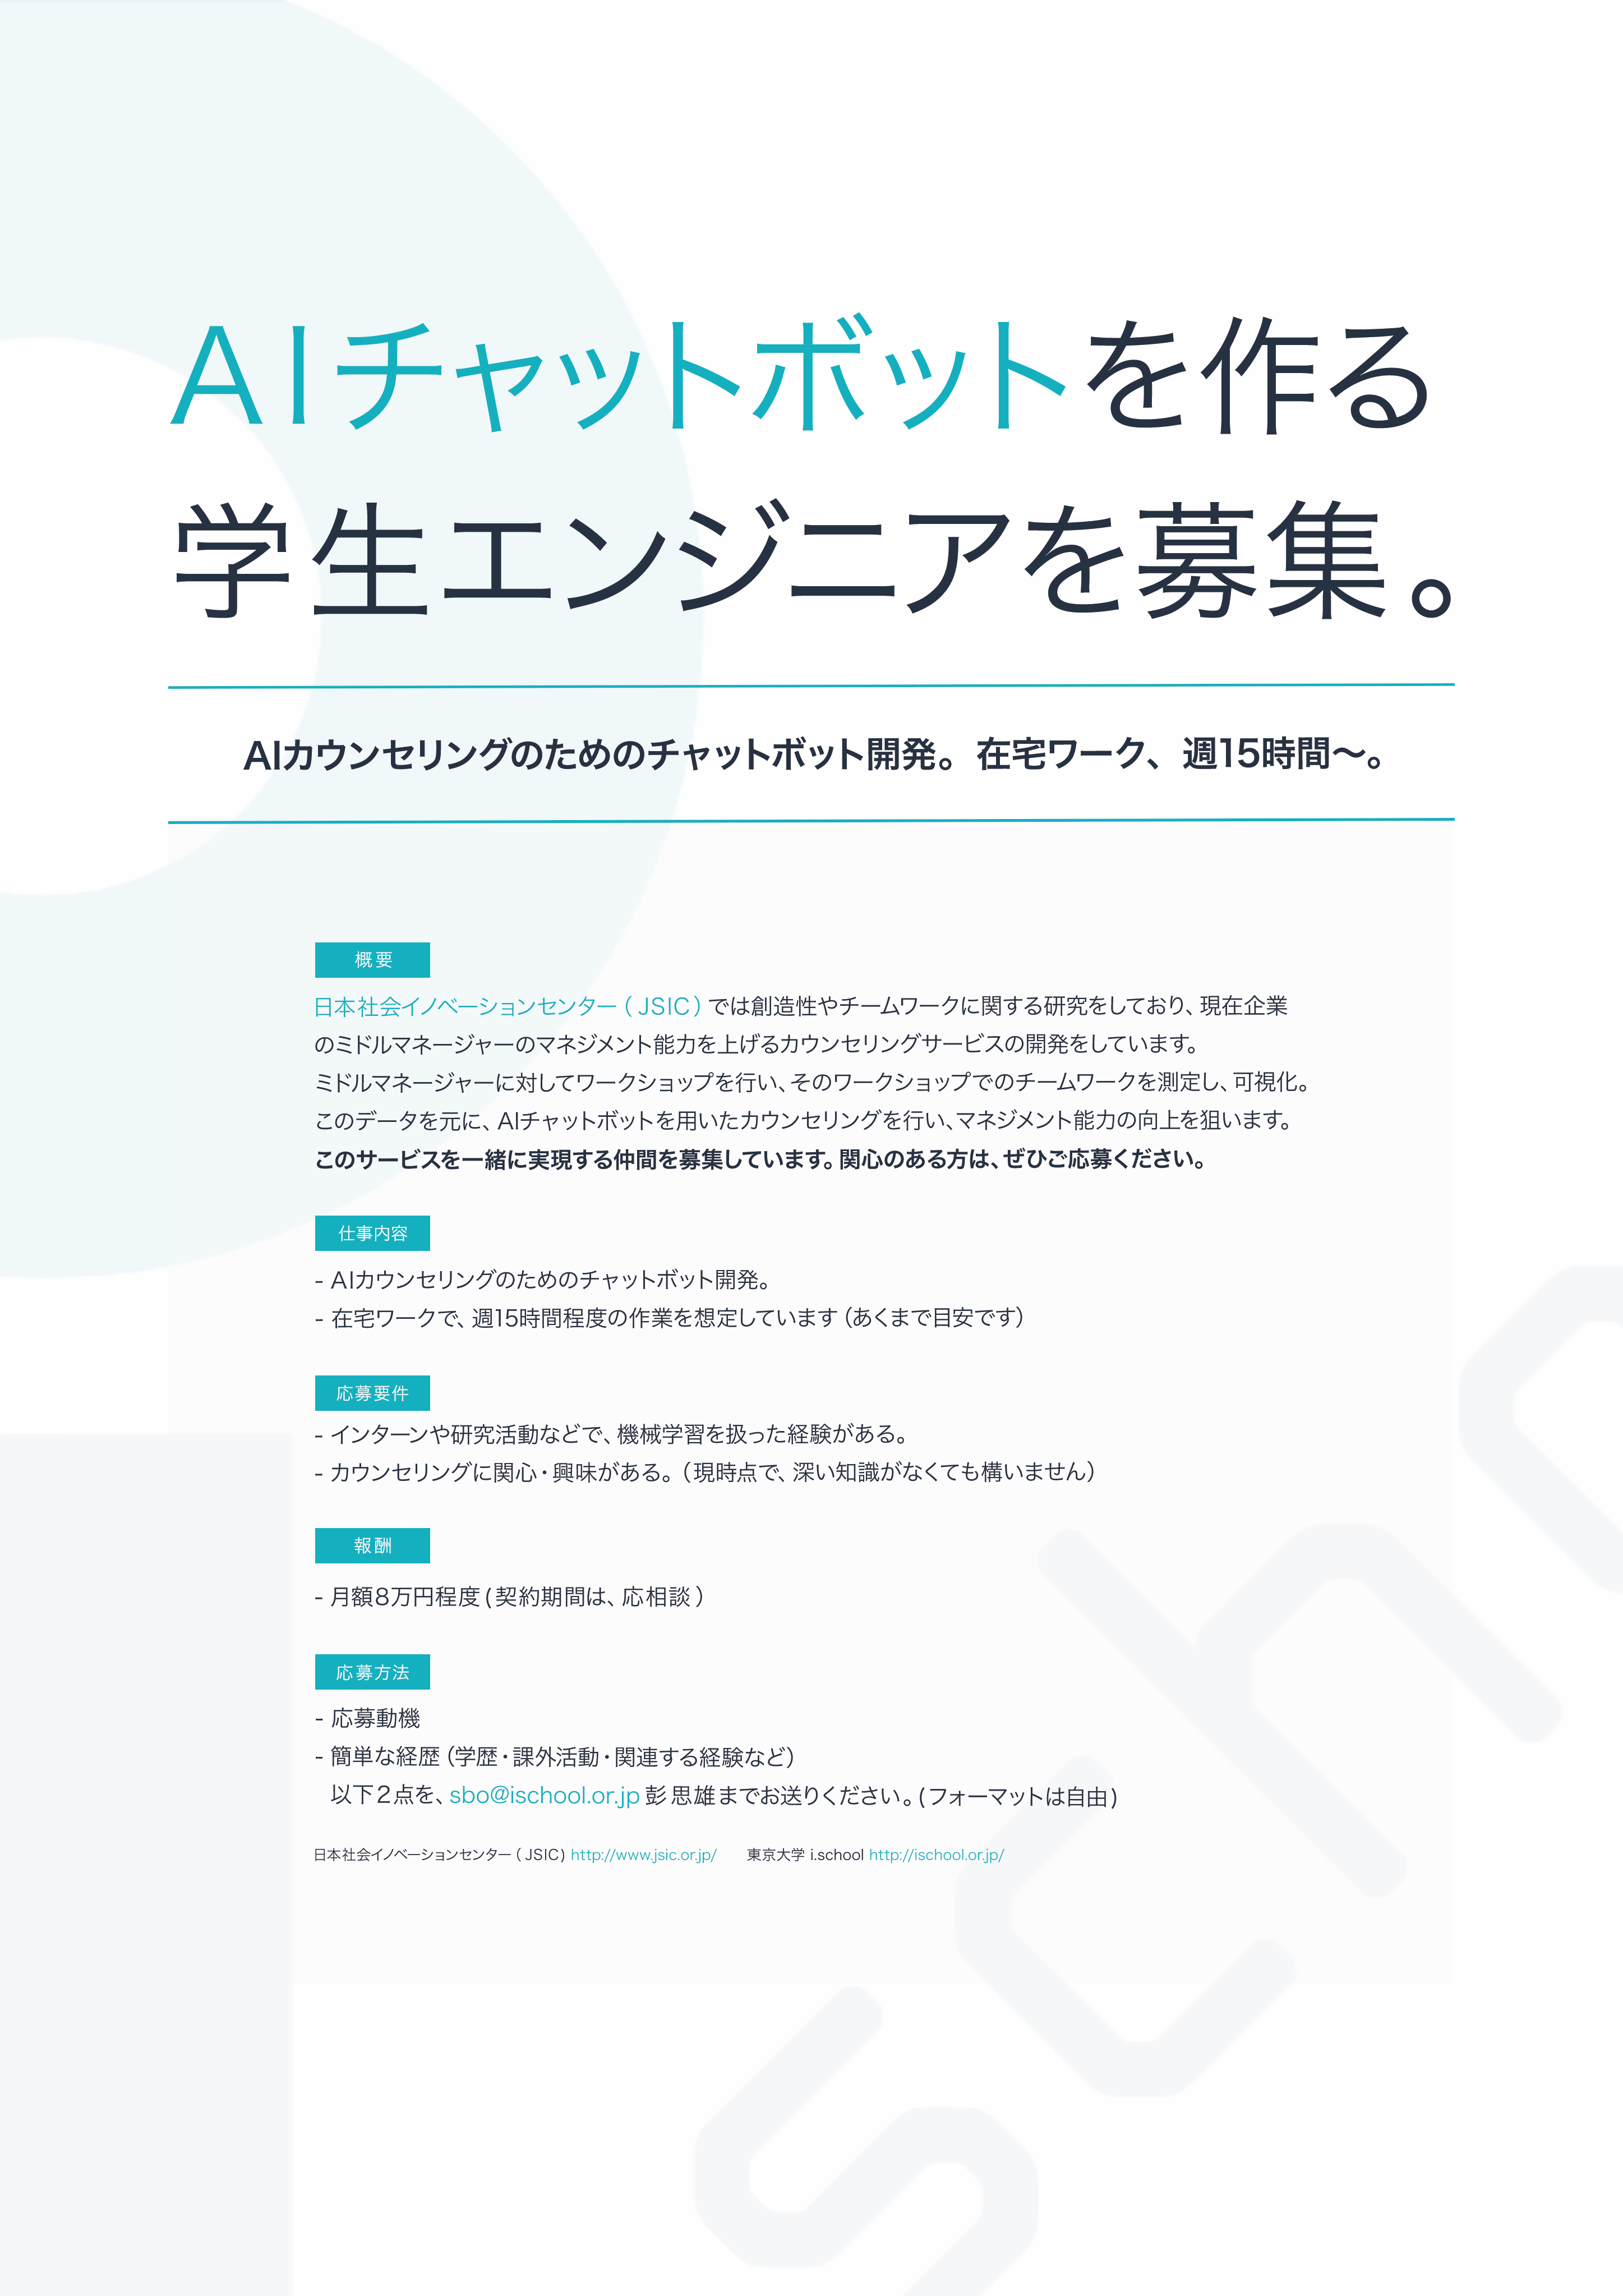 AIチャットボットを作る
学生エンジニアを募集。
AIカウンセリングのためのチャットボット開発。在宅ワーク、週15時間〜。
概要
日本社会イノベーションセンター（JSIC）では創造性やチームワークに関する研究をしており、現在企業
のミドルマネージャーのマネジメント能力を上げるカウンセリングサービスの開発をしています。
ミドルマネージャーに対してワークショップを行い、そのワークショップでのチームワークを測定し、可視化。
このデータを元に、AIチャットボットを用いたカウンセリングを行い、マネジメント能力の向上を狙います。
このサービスを一緒に実現する仲間を募集しています。関心のある方は、ぜひご応募ください。
仕事内容
- AIカウンセリングのためのチャットボット開発。
- 在宅ワークで、週15時間程度の作業を想定しています（あくまで目安です）
応募要件
- インターンや研究活動などで、機械学習を扱った経験がある。
- カウンセリングに関心・興味がある。（現時点で、深い知識がなくても構いません）
報酬
- 月額8万円程度(契約期間は、応相談）
応募方法
- 応募動機
- 簡単な経歴（学歴・課外活動・関連する経験など）
以下２点を、sbo@ischool.or.jp 彭 思雄までお送りください。(フォーマットは自由)
日本社会イノベーションセンター（JSIC) http://www.jsic.or.jp/ 東京大学 i.school http://ischool.or.jp/
scho